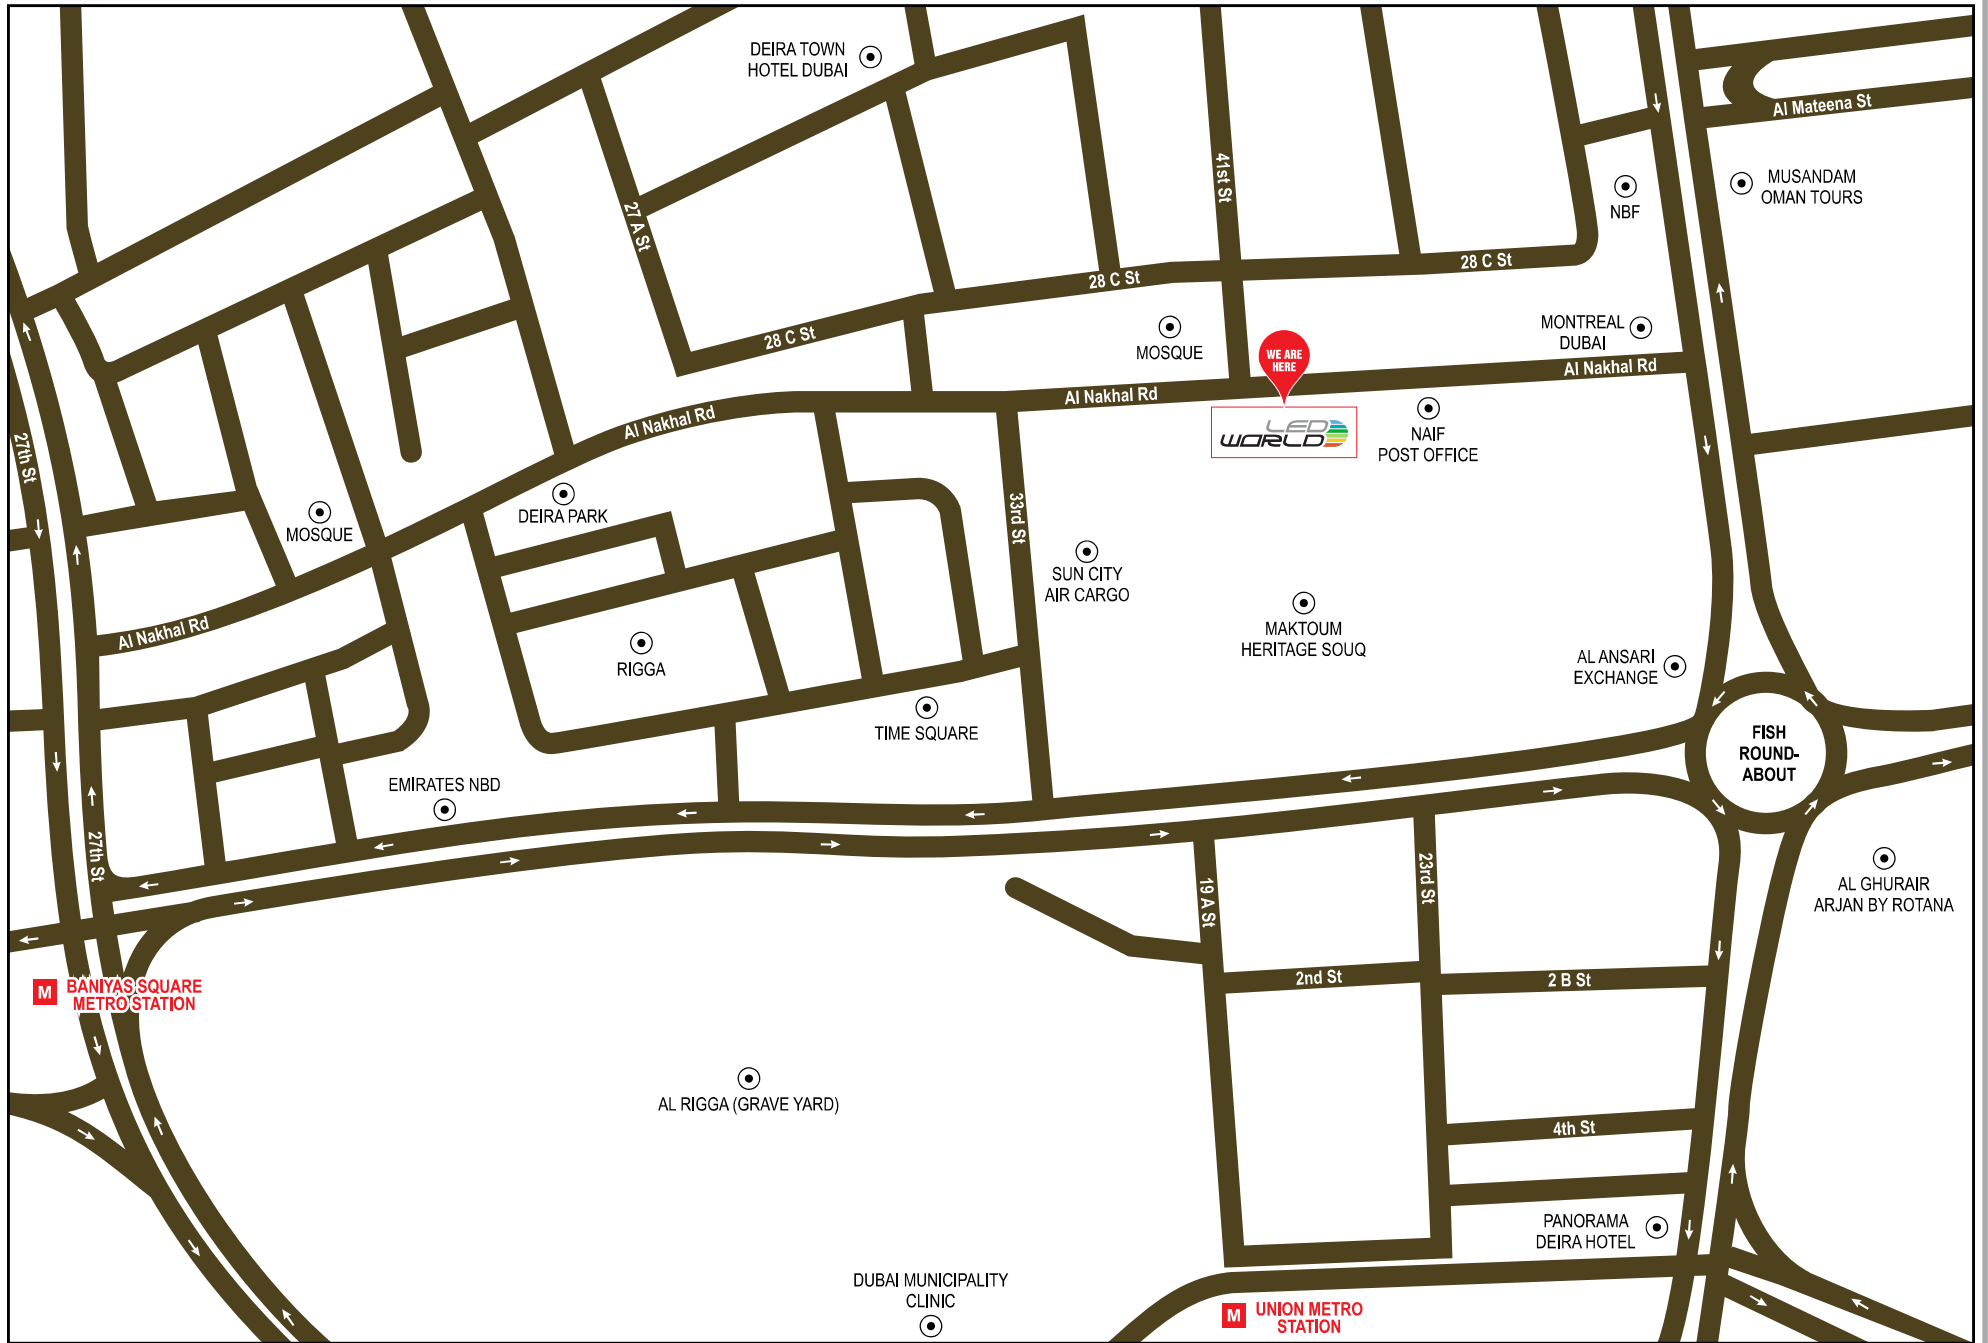 DEIRA TOWN
HOTEL DUBAI
Al Mateena St
41st St
MUSANDAM
OMAN TOURS
NBF
27 A St
28 C St
28 C St
28 C St
MOSQUE
WE ARE
HERE
MONTREAL
DUBAI
Al Nakhal Rd
Al Nakhal Rd
Al Nakhal Rd
LED
WORLD
NAIF
POST OFFICE
27th St
DEIRA PARK
MOSQUE
33rd St
SUN CITY
AIR CARGO
MAKTOUM
HERITAGE SOUQ
Al Nakhal Rd
RIGGA
AL ANSARI
EXCHANGE
TIME SQUARE
FISH
ROUND-
ABOUT
EMIRATES NBD
27th St
19 A St
23rd St
AL GHURAIR
ARJAN BY ROTANA
M
BANIYAS SQUARE
METRO STATION
2nd St
2 B St
AL RIGGA (GRAVE YARD)
4th St
PANORAMA
DEIRA HOTEL
DUBAI MUNICIPALITY
CLINIC
M
UNION METRO
STATION